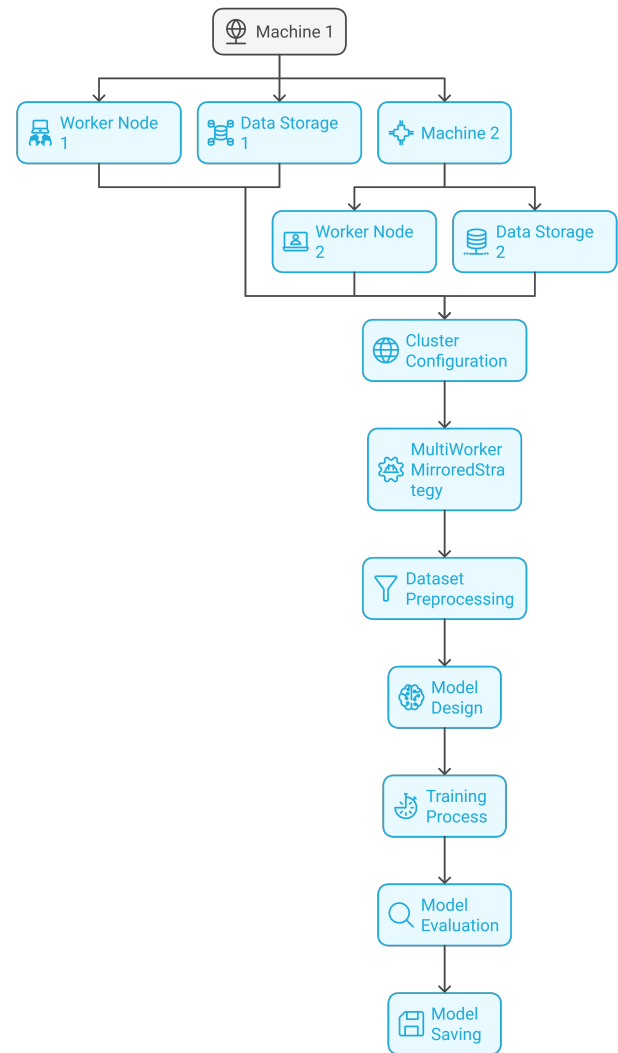 Machine 1
Worker Node
1
Data Storage
1
Machine 2
Worker Node
2
Data Storage
2
Cluster
Configuration
MultiWorker
MirroredStra
tegy
Dataset
Preprocessing
Model
Design
Training
Process
Model
Evaluation
Model
Saving